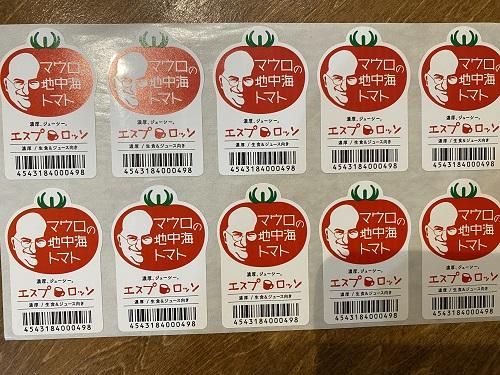 マウロの
地中海
トマト
濃厚、ジューシー。
エスプロッソ
濃厚 / 生食&ジュース向き
4543184000498
マウロの
地中海
トマト
濃厚、ジューシー。
エスプロッソ
濃厚 / 生食&ジュース向き
4543184000498
マウロの
地中海
トマト
濃厚、ジューシー。
エスプロッソ
濃厚 / 生食&ジュース向き
4543184000498
マウロの
地中海
トマト
濃厚、ジューシー。
エスプロッソ
濃厚 / 生食&ジュース向き
4543184000498
マウロの
地中海
トマト
濃厚、ジューシー。
エスプロッソ
濃厚 / 生食&ジュース向き
4543184000498
マウロの
地中海
トマト
濃厚、ジューシー。
エスプロッソ
濃厚 / 生食&ジュース向き
4543184000498
マウロの
地中海
トマト
濃厚、ジューシー。
エスプロッソ
濃厚 / 生食&ジュース向き
4543184000498
マウロの
地中海
トマト
濃厚、ジューシー。
エスプロッソ
濃厚 / 生食&ジュース向き
4543184000498
マウロの
地中海
トマト
濃厚、ジューシー。
エスプロッソ
濃厚 / 生食&ジュース向き
4543184000498
マウロの
地中海
トマト
濃厚、ジューシー。
エスプロッソ
濃厚 / 生食&ジュース向き
4543184000498